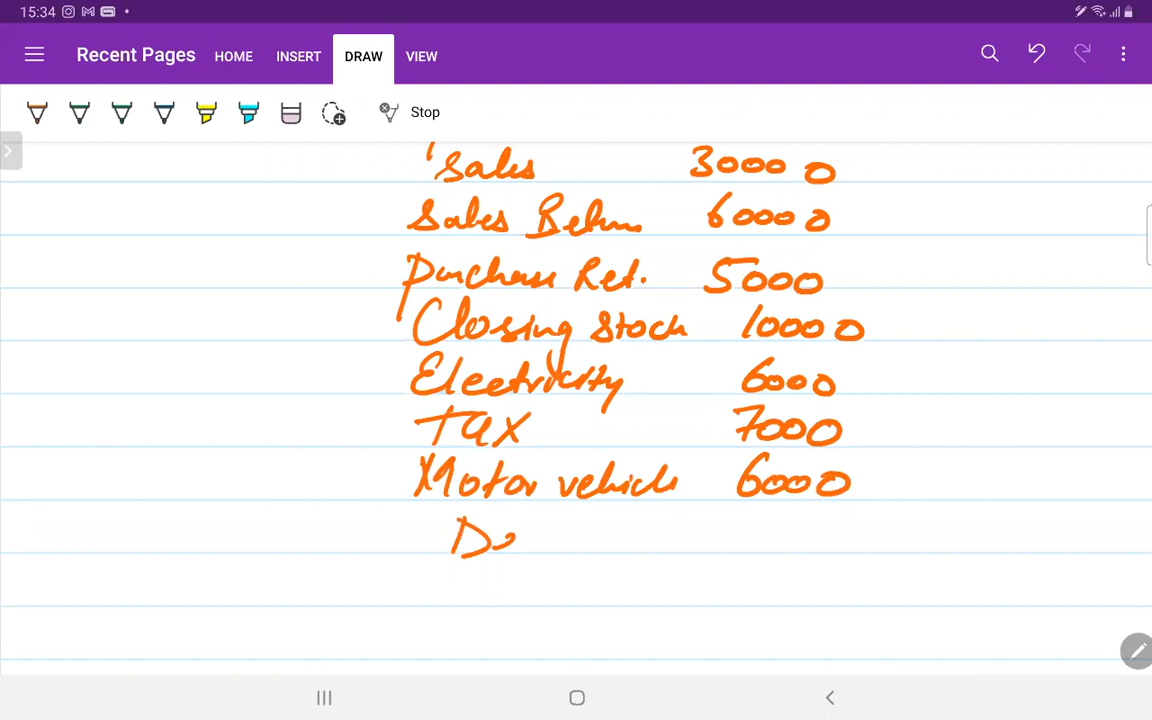 15:34
Recent Pages HOME INSERT DRAW VIEW
Stop
Sales 30000
Sales Return 60000
Purchase Ret. 5000
Closing Stock 10000
Electricity 6000
Tax 7000
Motor vehicle 6000